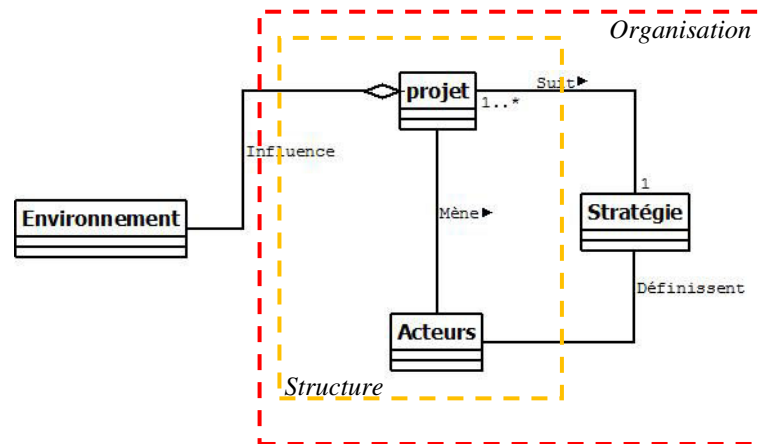 Organisation
projet
Suit►
1..*
Influence
1
Environnement
Mène►
Stratégie
Définissent
Acteurs
Structure